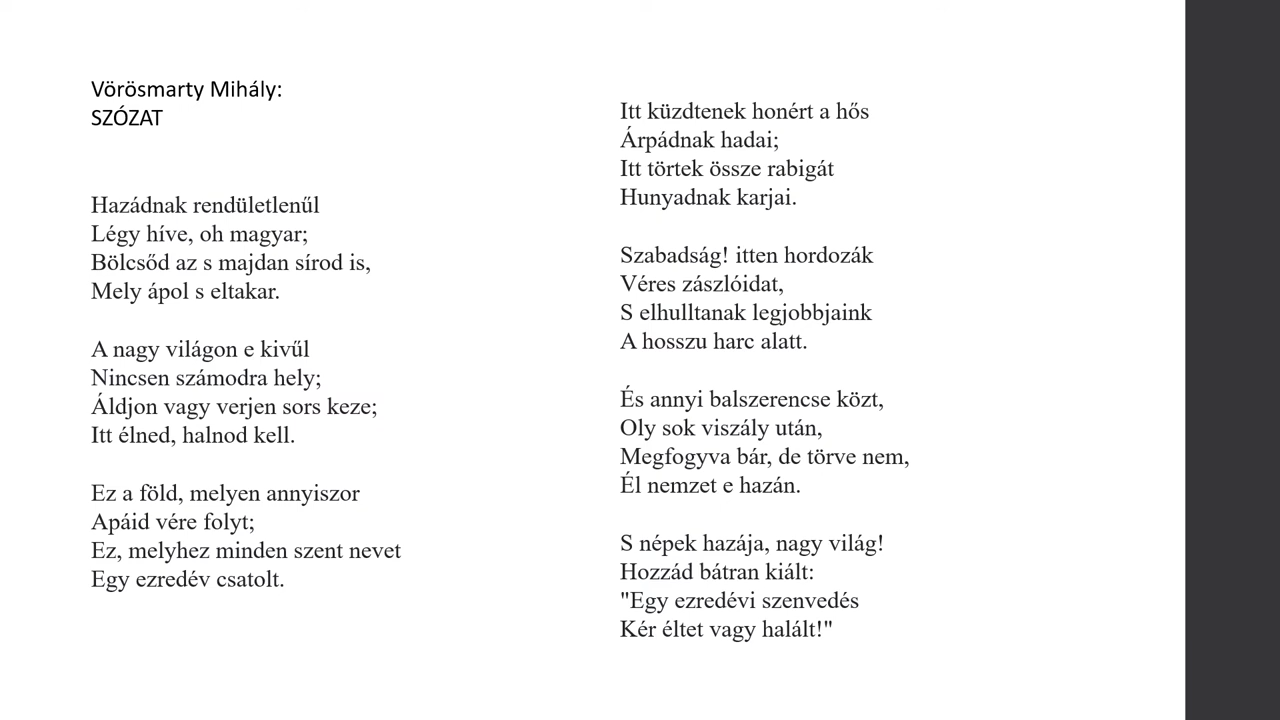 Vörösmarty Mihály:
SZÓZAT
Hazádnak rendületlenűl
Légy híve, oh magyar;
Bölcsőd az s majdan sírod is,
Mely ápol s eltakar.
A nagy világon e kivűl
Nincsen számodra hely;
Áldjon vagy verjen sors keze;
Itt élned, halnod kell.
Ez a föld, melyen annyiszor
Apáid vére folyt;
Ez, melyhez minden szent nevet
Egy ezredév csatolt.
Itt küzdtenek honért a hős
Árpádnak hadai;
Itt törtek össze rabigát
Hunyadnak karjai.
Szabadság! itten hordozák
Véres zászlóidat,
S elhulltanak legjobbjaink
A hosszu harc alatt.
És annyi balszerencse közt,
Oly sok viszály után,
Megfogyva bár, de törve nem,
Él nemzet e hazán.
S népek hazája, nagy világ!
Hozzád bátran kiált:
"Egy ezredévi szenvedés
Kér éltet vagy halált!"